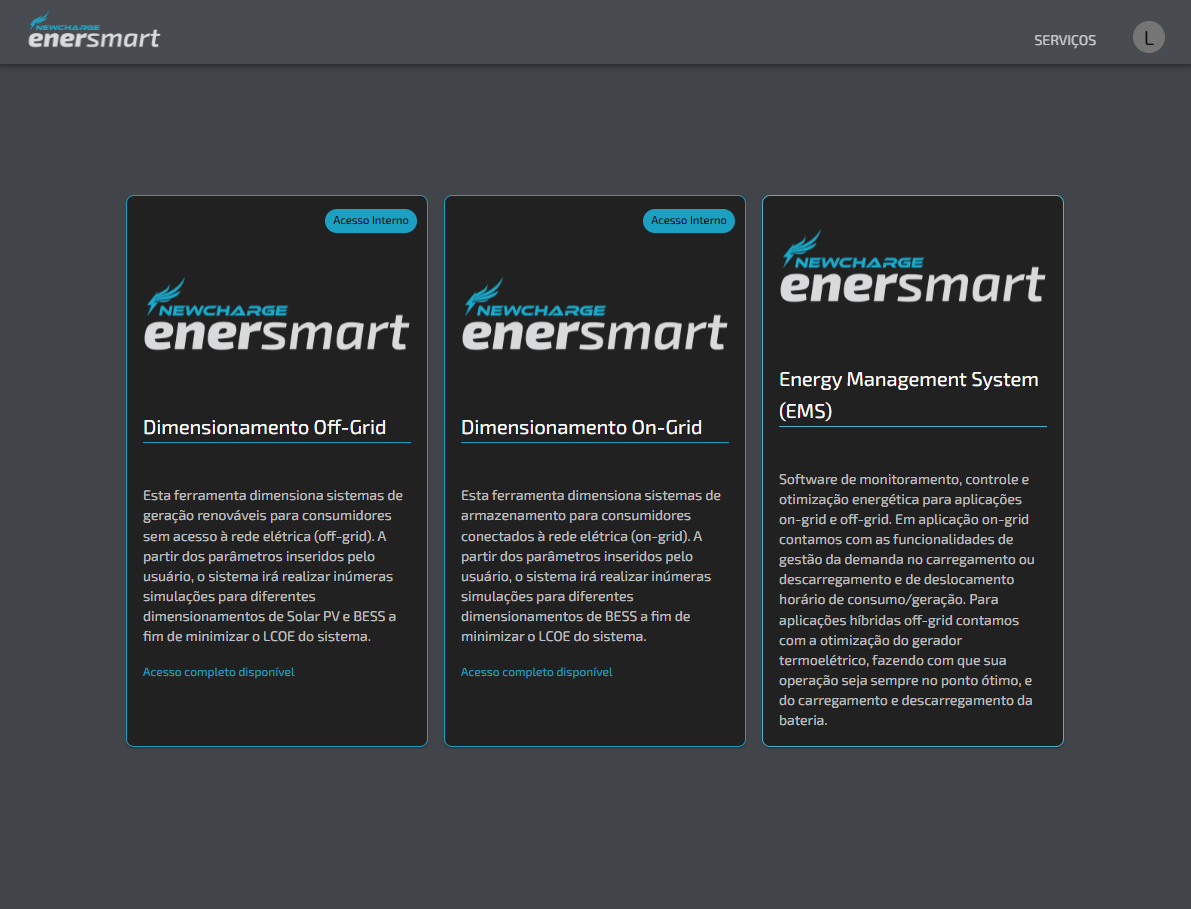 NEWCHARGE
enersmart
SERVIÇOS
L
Acesso Interno
NEWCHARGE
enersmart
Dimensionamento Off-Grid
Esta ferramenta dimensiona sistemas de
geração renováveis para consumidores
sem acesso à rede elétrica (off-grid). A
partir dos parâmetros inseridos pelo
usuário, o sistema irá realizar inúmeras
simulações para diferentes
dimensionamentos de Solar PV e BESS a
fim de minimizar o LCOE do sistema.
Acesso completo disponível
Acesso Interno
NEWCHARGE
enersmart
Dimensionamento On-Grid
Esta ferramenta dimensiona sistemas de
armazenamento para consumidores
conectados à rede elétrica (on-grid). A
partir dos parâmetros inseridos pelo
usuário, o sistema irá realizar inúmeras
simulações para diferentes
dimensionamentos de BESS a fim de
minimizar o LCOE do sistema.
Acesso completo disponível
NEWCHARGE
enersmart
Energy Management System
(EMS)
Software de monitoramento, controle e
otimização energética para aplicações
on-grid e off-grid. Em aplicação on-grid
contamos com as funcionalidades de
gestão da demanda no carregamento ou
descarregamento e de deslocamento
horário de consumo/geração. Para
aplicações híbridas off-grid contamos
com a otimização do gerador
termoelétrico, fazendo com que sua
operação seja sempre no ponto ótimo, e
do carregamento e descarregamento da
bateria.